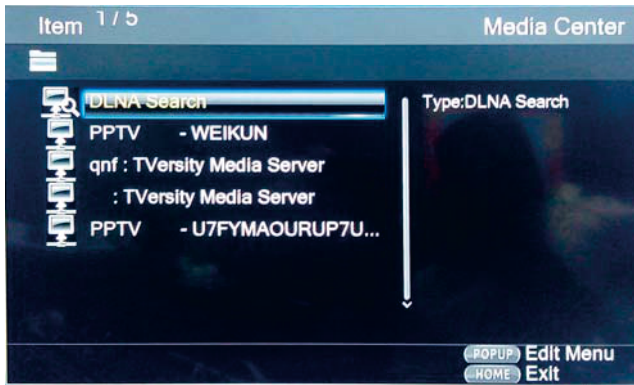 Item 1/5
Media Center
DLNA Search
Type:DLNA Search
PPTV - WEIKUN
qnf : TVersity Media Server
: TVersity Media Server
PPTV - U7FYMAOURUP7U...
POPUP Edit Menu
HOME Exit